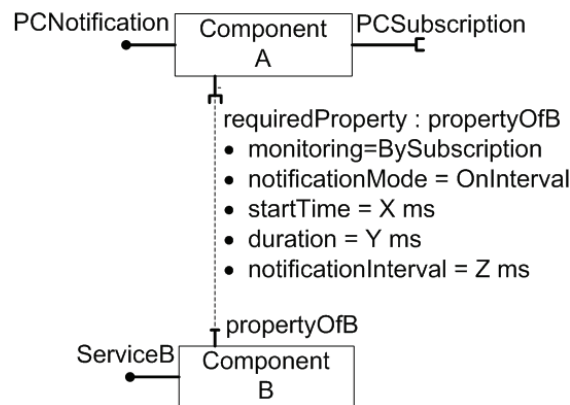 PCNotification
Component
A
PCSubscription
requiredProperty : propertyOfB
• monitoring=BySubscription
• notificationMode = OnInterval
• startTime = X ms
• duration = Y ms
• notificationInterval = Z ms
propertyOfB
ServiceB
Component
B